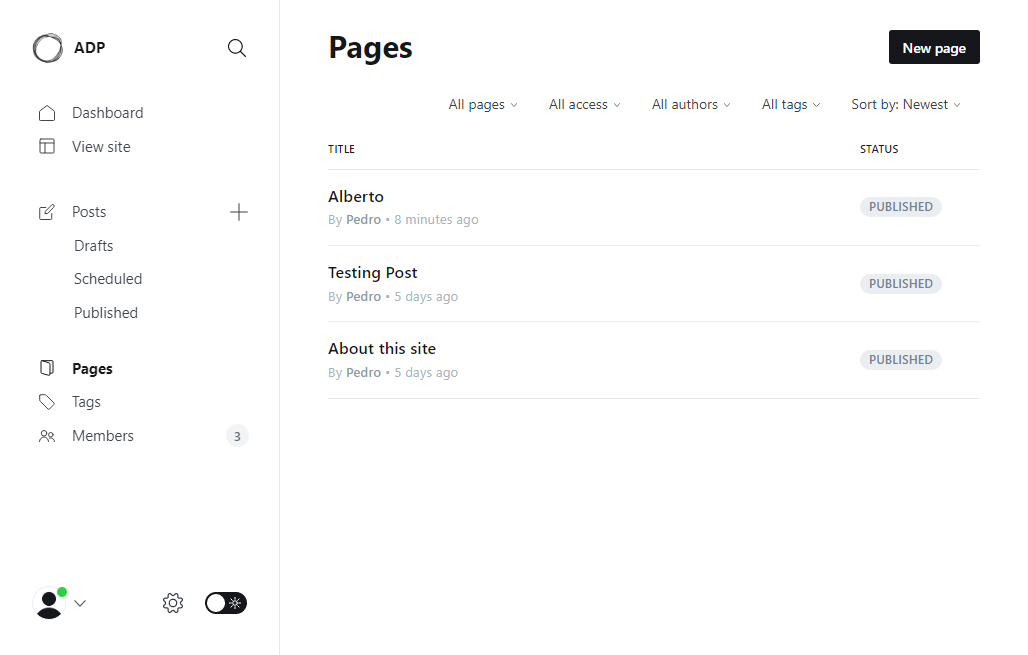 ADP
Dashboard
View site
Posts
Drafts
Scheduled
Published
Pages
Tags
Members 3
Pages
New page
All pages All access All authors All tags Sort by: Newest
TITLE STATUS
Alberto
By Pedro • 8 minutes ago
PUBLISHED
Testing Post
By Pedro • 5 days ago
PUBLISHED
About this site
By Pedro • 5 days ago
PUBLISHED